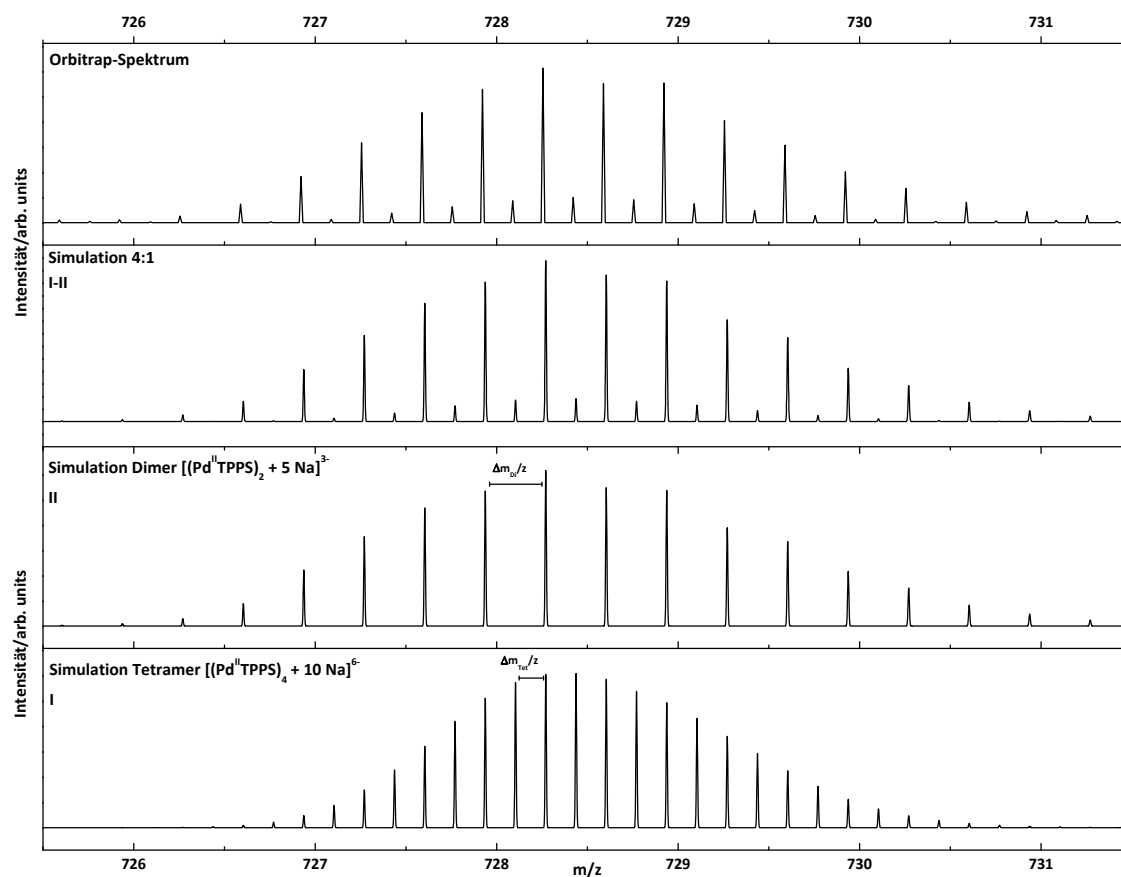 726 727 728 729 730 731
Orbitrap-Spektrum
Intensität/arb. units
Simulation 4:1
I-II
Simulation Dimer [(Pd^II TPPS)_2 + 5 Na]^3-
II
Δm_Di/z
Intensität/arb. units
Simulation Tetramer [(Pd^II TPPS)_4 + 10 Na]^6-
I
Δm_Tet/z
726 727 728 729 730 731
m/z